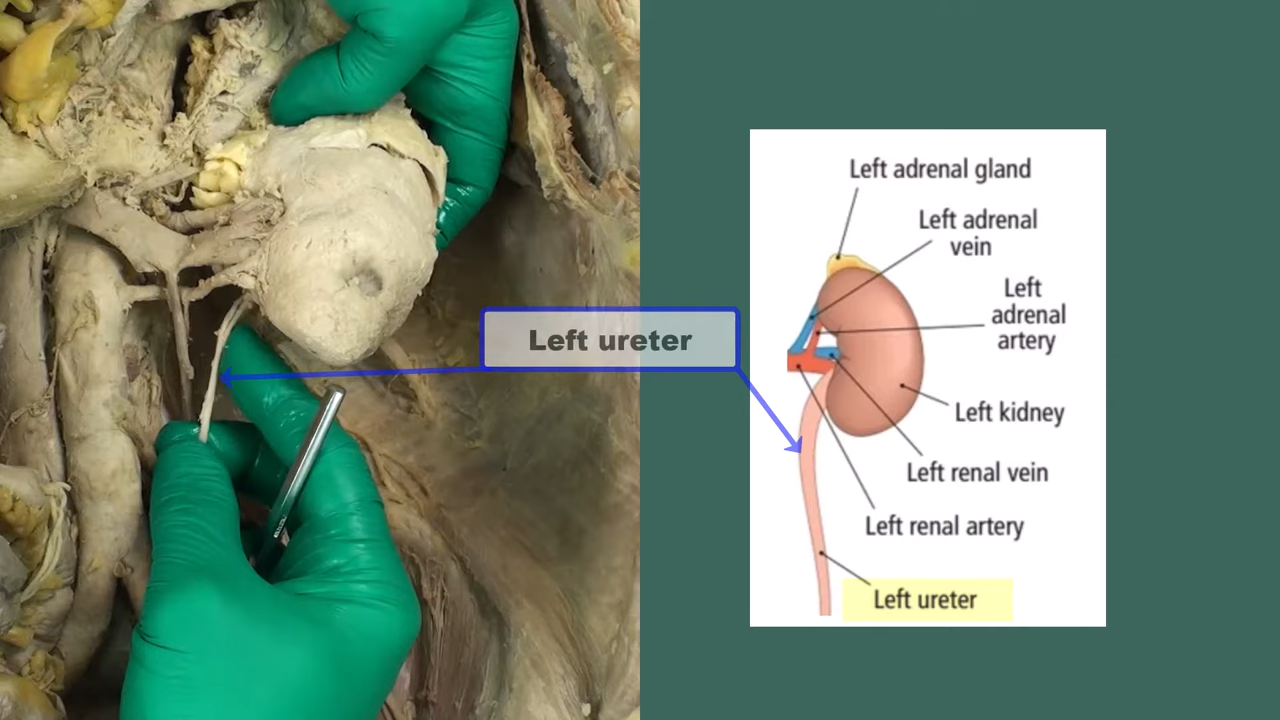 Left adrenal gland
Left adrenal
vein
Left
adrenal
artery
Left ureter
Left kidney
Left renal vein
Left renal artery
Left ureter